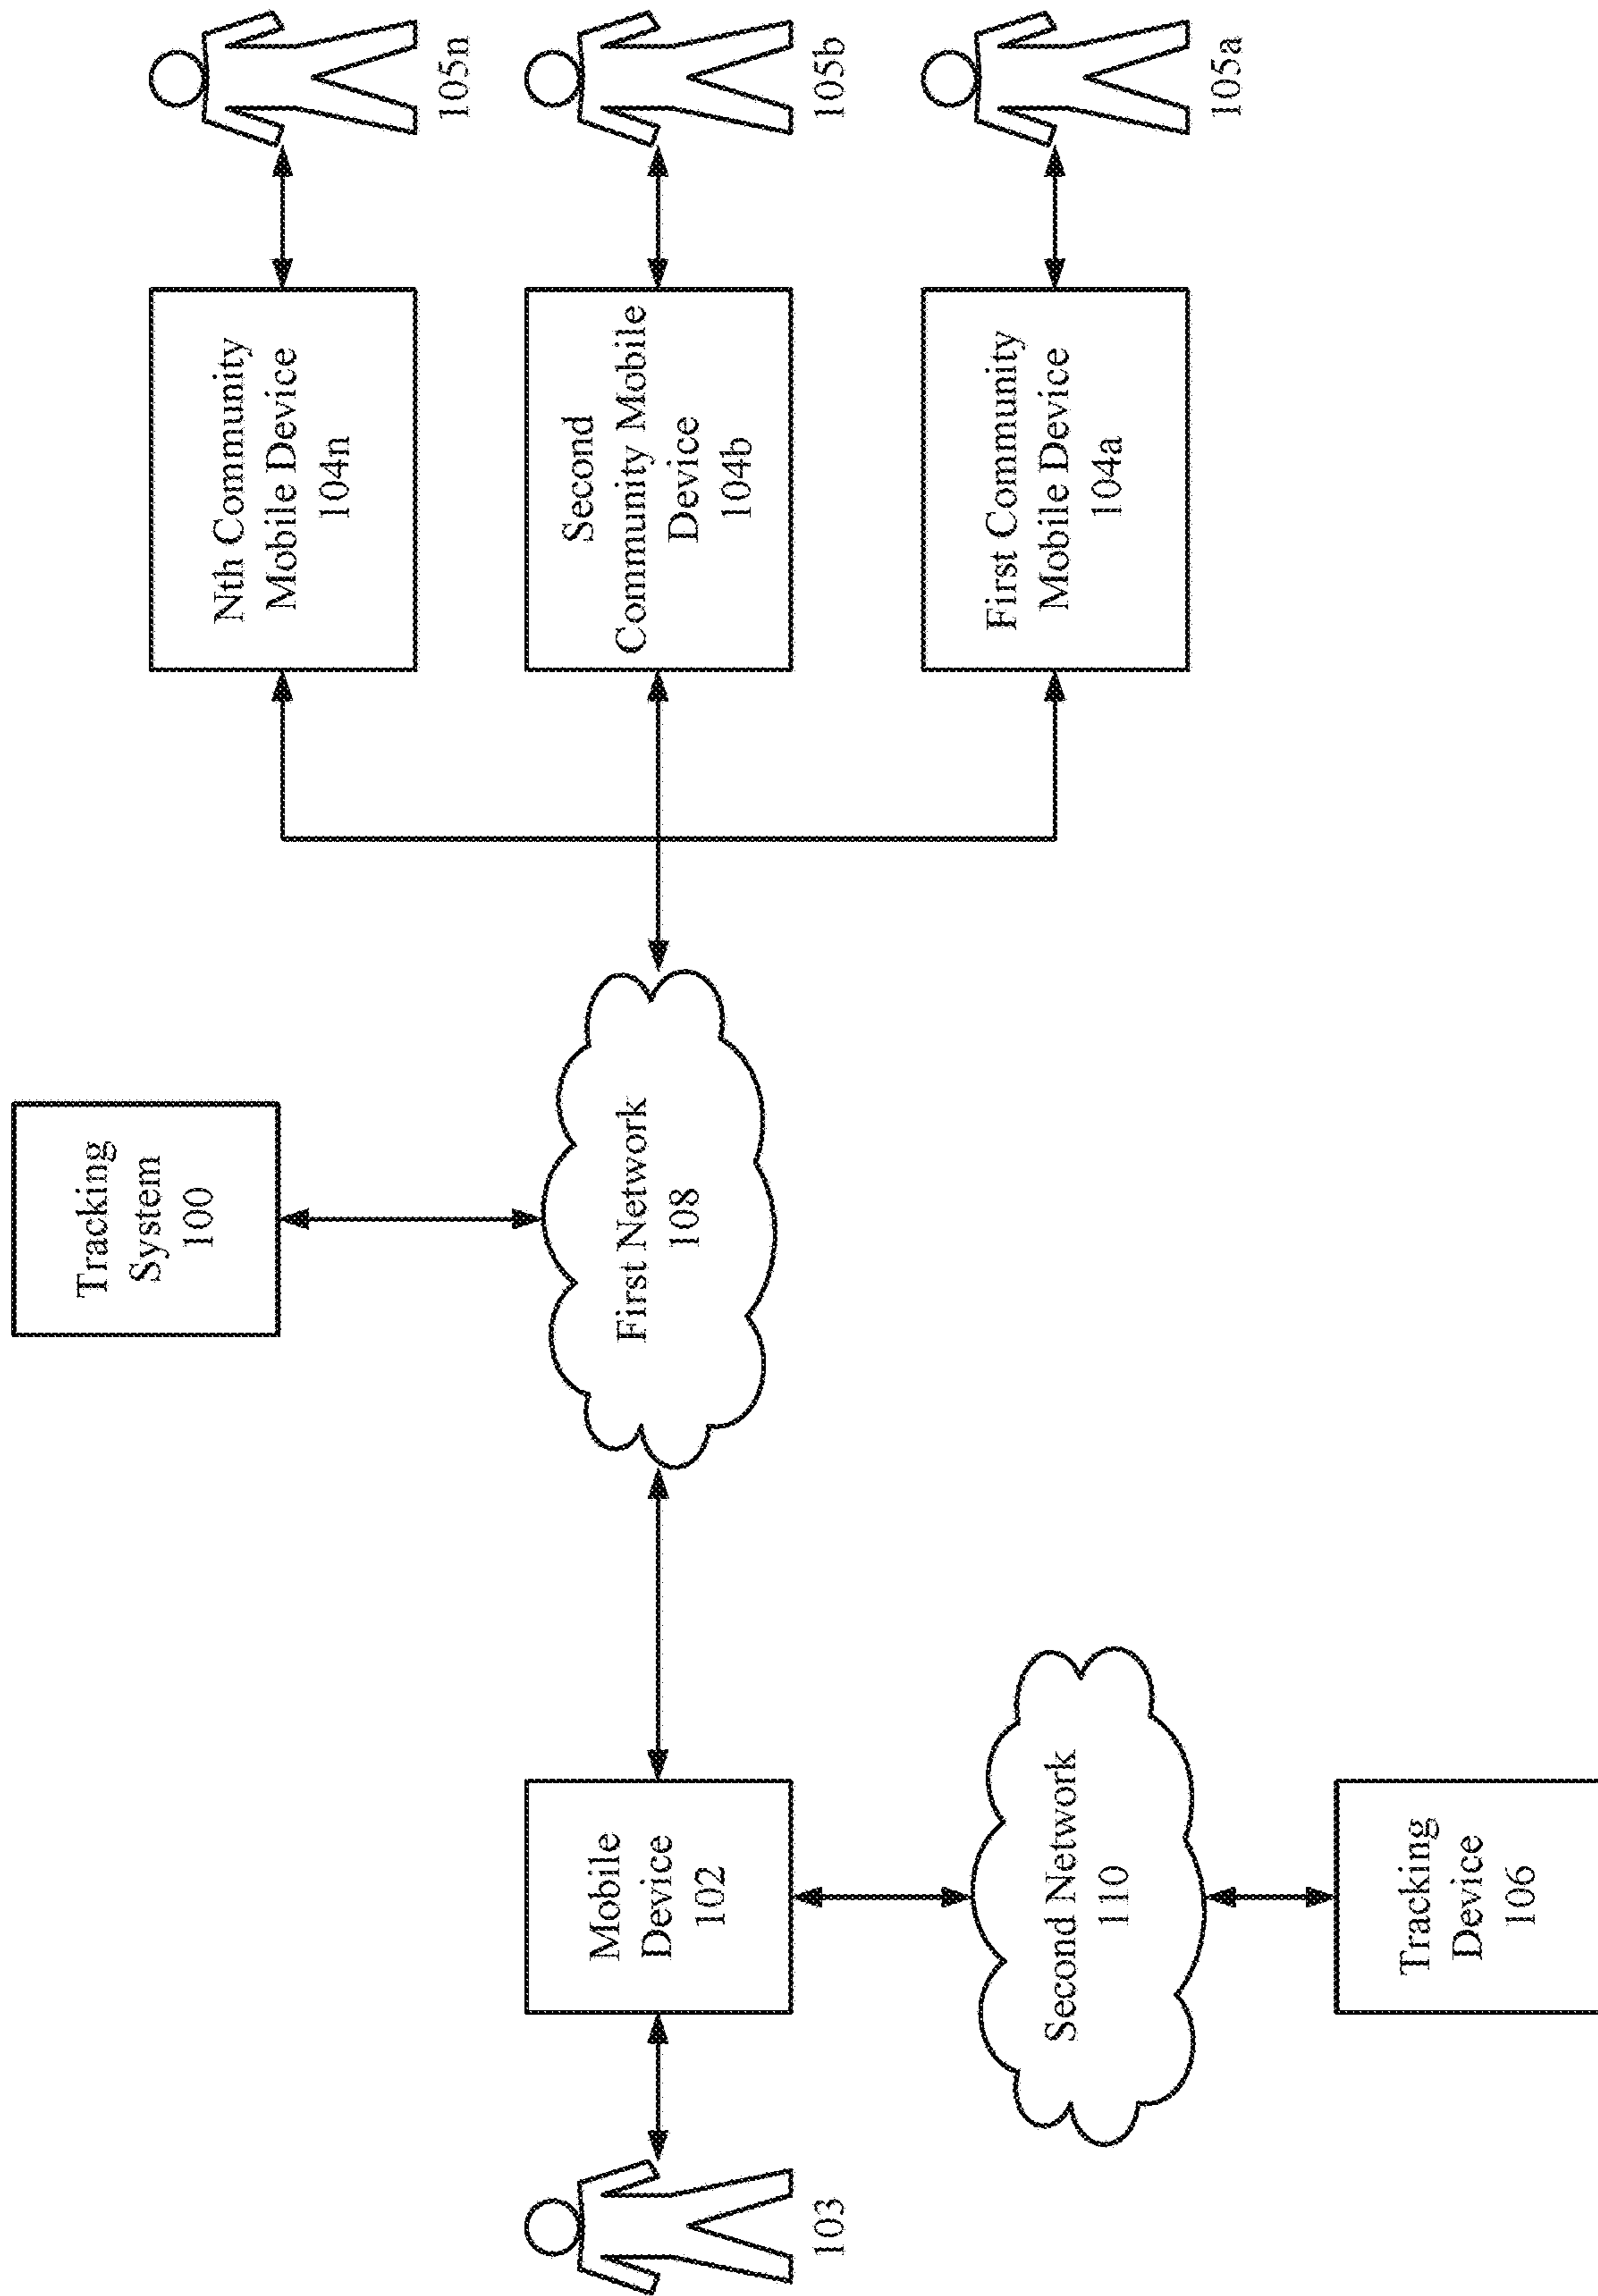 Tracking
System
100
Nth Community
Mobile Device
104n
105n
103
Mobile
Device
102
First Network
108
Second
Community Mobile
Device
104b
105b
Second Network
110
First Community
Mobile Device
104a
105a
Tracking
Device
106